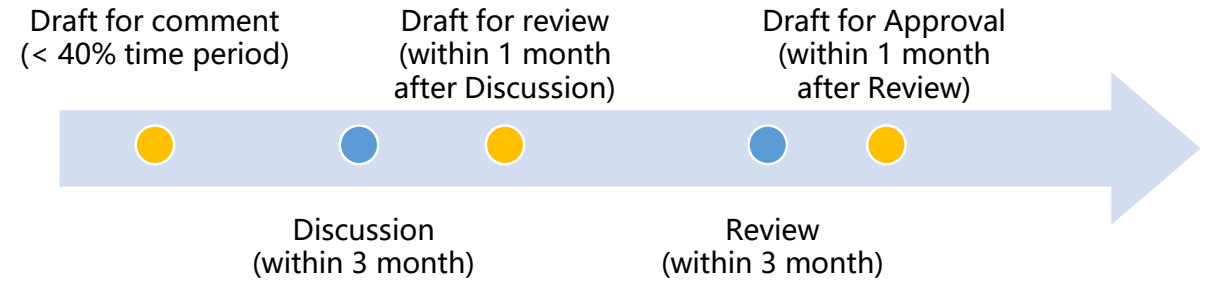 Draft for comment
(< 40% time period)
Draft for review
(within 1 month
after Discussion)
Draft for Approval
(within 1 month
after Review)
Discussion
(within 3 month)
Review
(within 3 month)